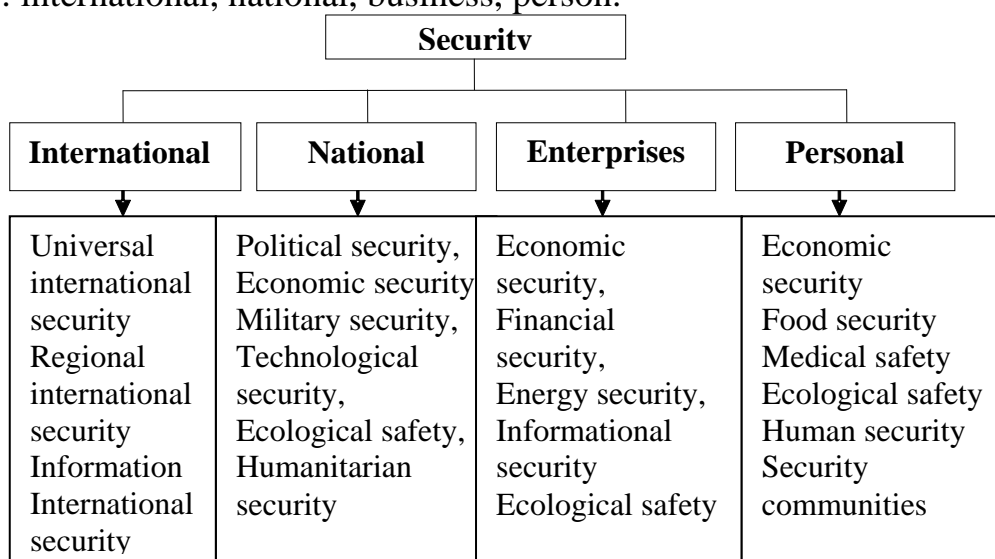 : international, national, business, person.
Security
International
National
Enterprises
Personal
Universal
international
security
Regional
international
security
Information
International
security
Political security,
Economic security
Military security,
Technological
security,
Ecological safety,
Humanitarian
security
Economic
security,
Financial
security,
Energy security,
Informational
security
Ecological safety
Economic
security
Food security
Medical safety
Ecological safety
Human security
Security
communities